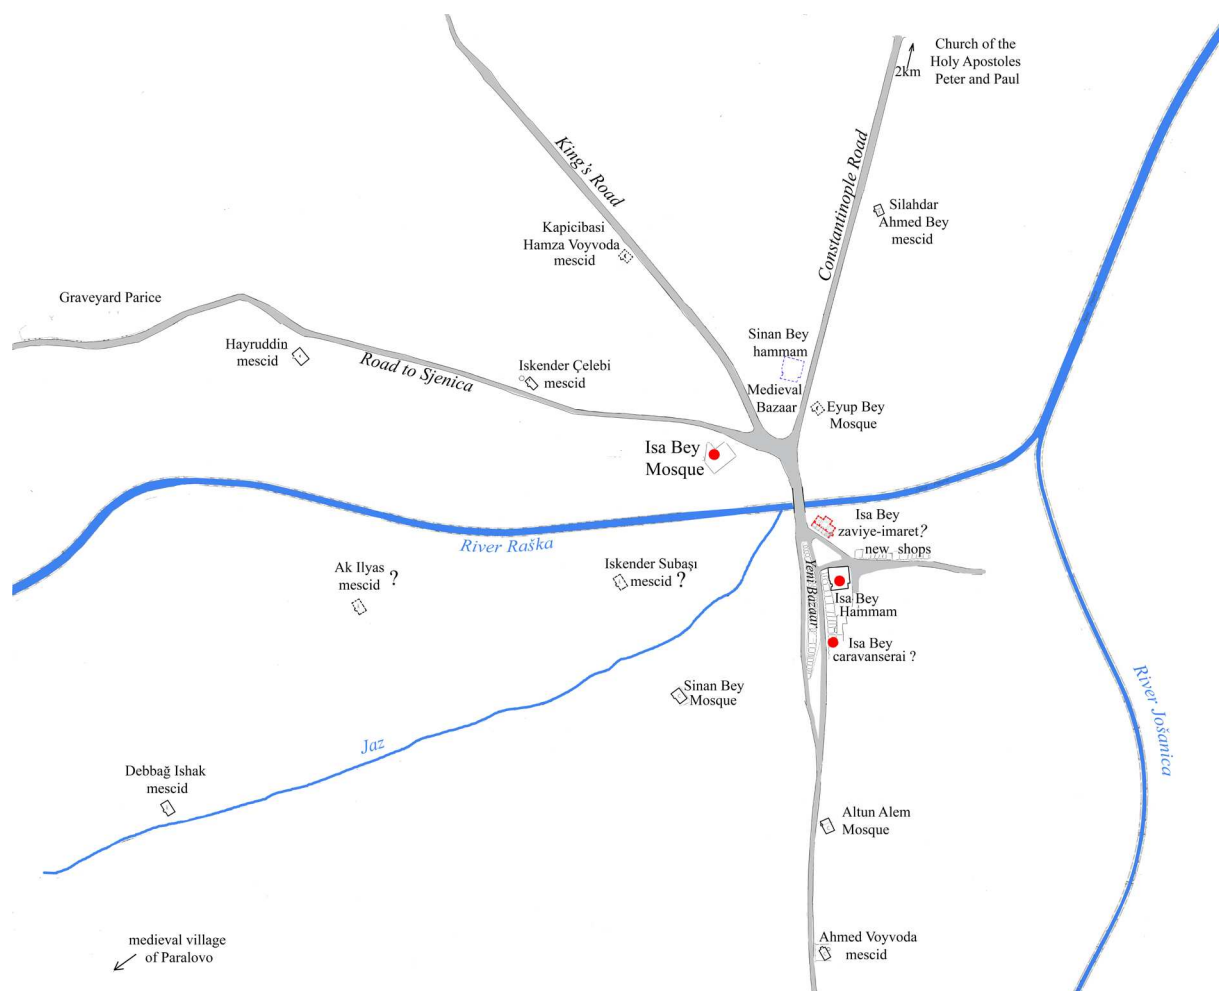 Church of the
Holy Apostoles
Peter and Paul
2km
King's Road
Constantinople Road
Silahdar
Ahmed Bey
mescid
Kapicibasi
Hamza Voyvoda
mescid
Graveyard Parice
Hayruddin
mescid
Road to Sjenica
Iskender Çelebi
mescid
Sinan Bey
hammam
Medieval
Bazaar
Eyup Bey
Mosque
Isa Bey
Mosque
River Raška
Isa Bey
zaviye-imaret?
new shops
Ak Ilyas
mescid ?
Iskender Subaşı
mescid ?
Yeni Bazaar
Isa Bey
Hammam
Isa Bey
caravanserai ?
Sinan Bey
Mosque
River Jošanica
Jaz
Debbağ Ishak
mescid
Altun Alem
Mosque
medieval village
of Paralovo
Ahmed Voyvoda
mescid